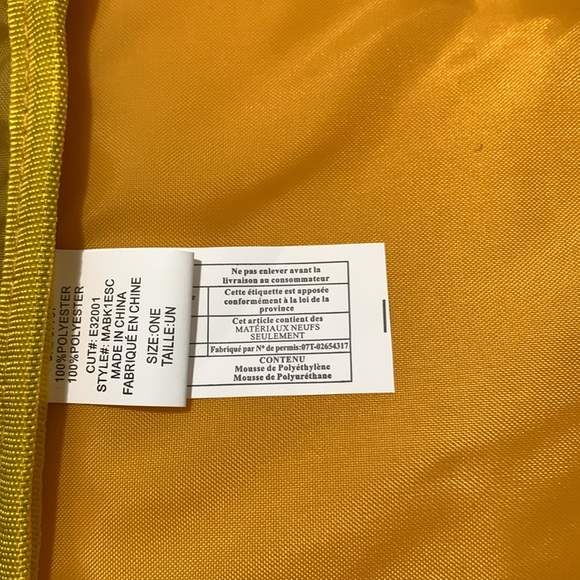 100%POLYESTER
100%POLYESTER
CUT#: E32001
STYLE#: MABK1ESC
MADE IN CHINA
FABRIQUÉ EN CHINE
SIZE:ONE
TAILLE:UN
Ne pas enlever avant la
livraison au consommateur
Cette étiquette est apposée
conformément à la loi de la
province
Cet article contient des
MATÉRIAUX NEUFS
SEULEMENT
Fabriqué par N° de permis:07T-02654317
CONTENU
Mousse de Polyéthylène
Mousse de Polyuréthane